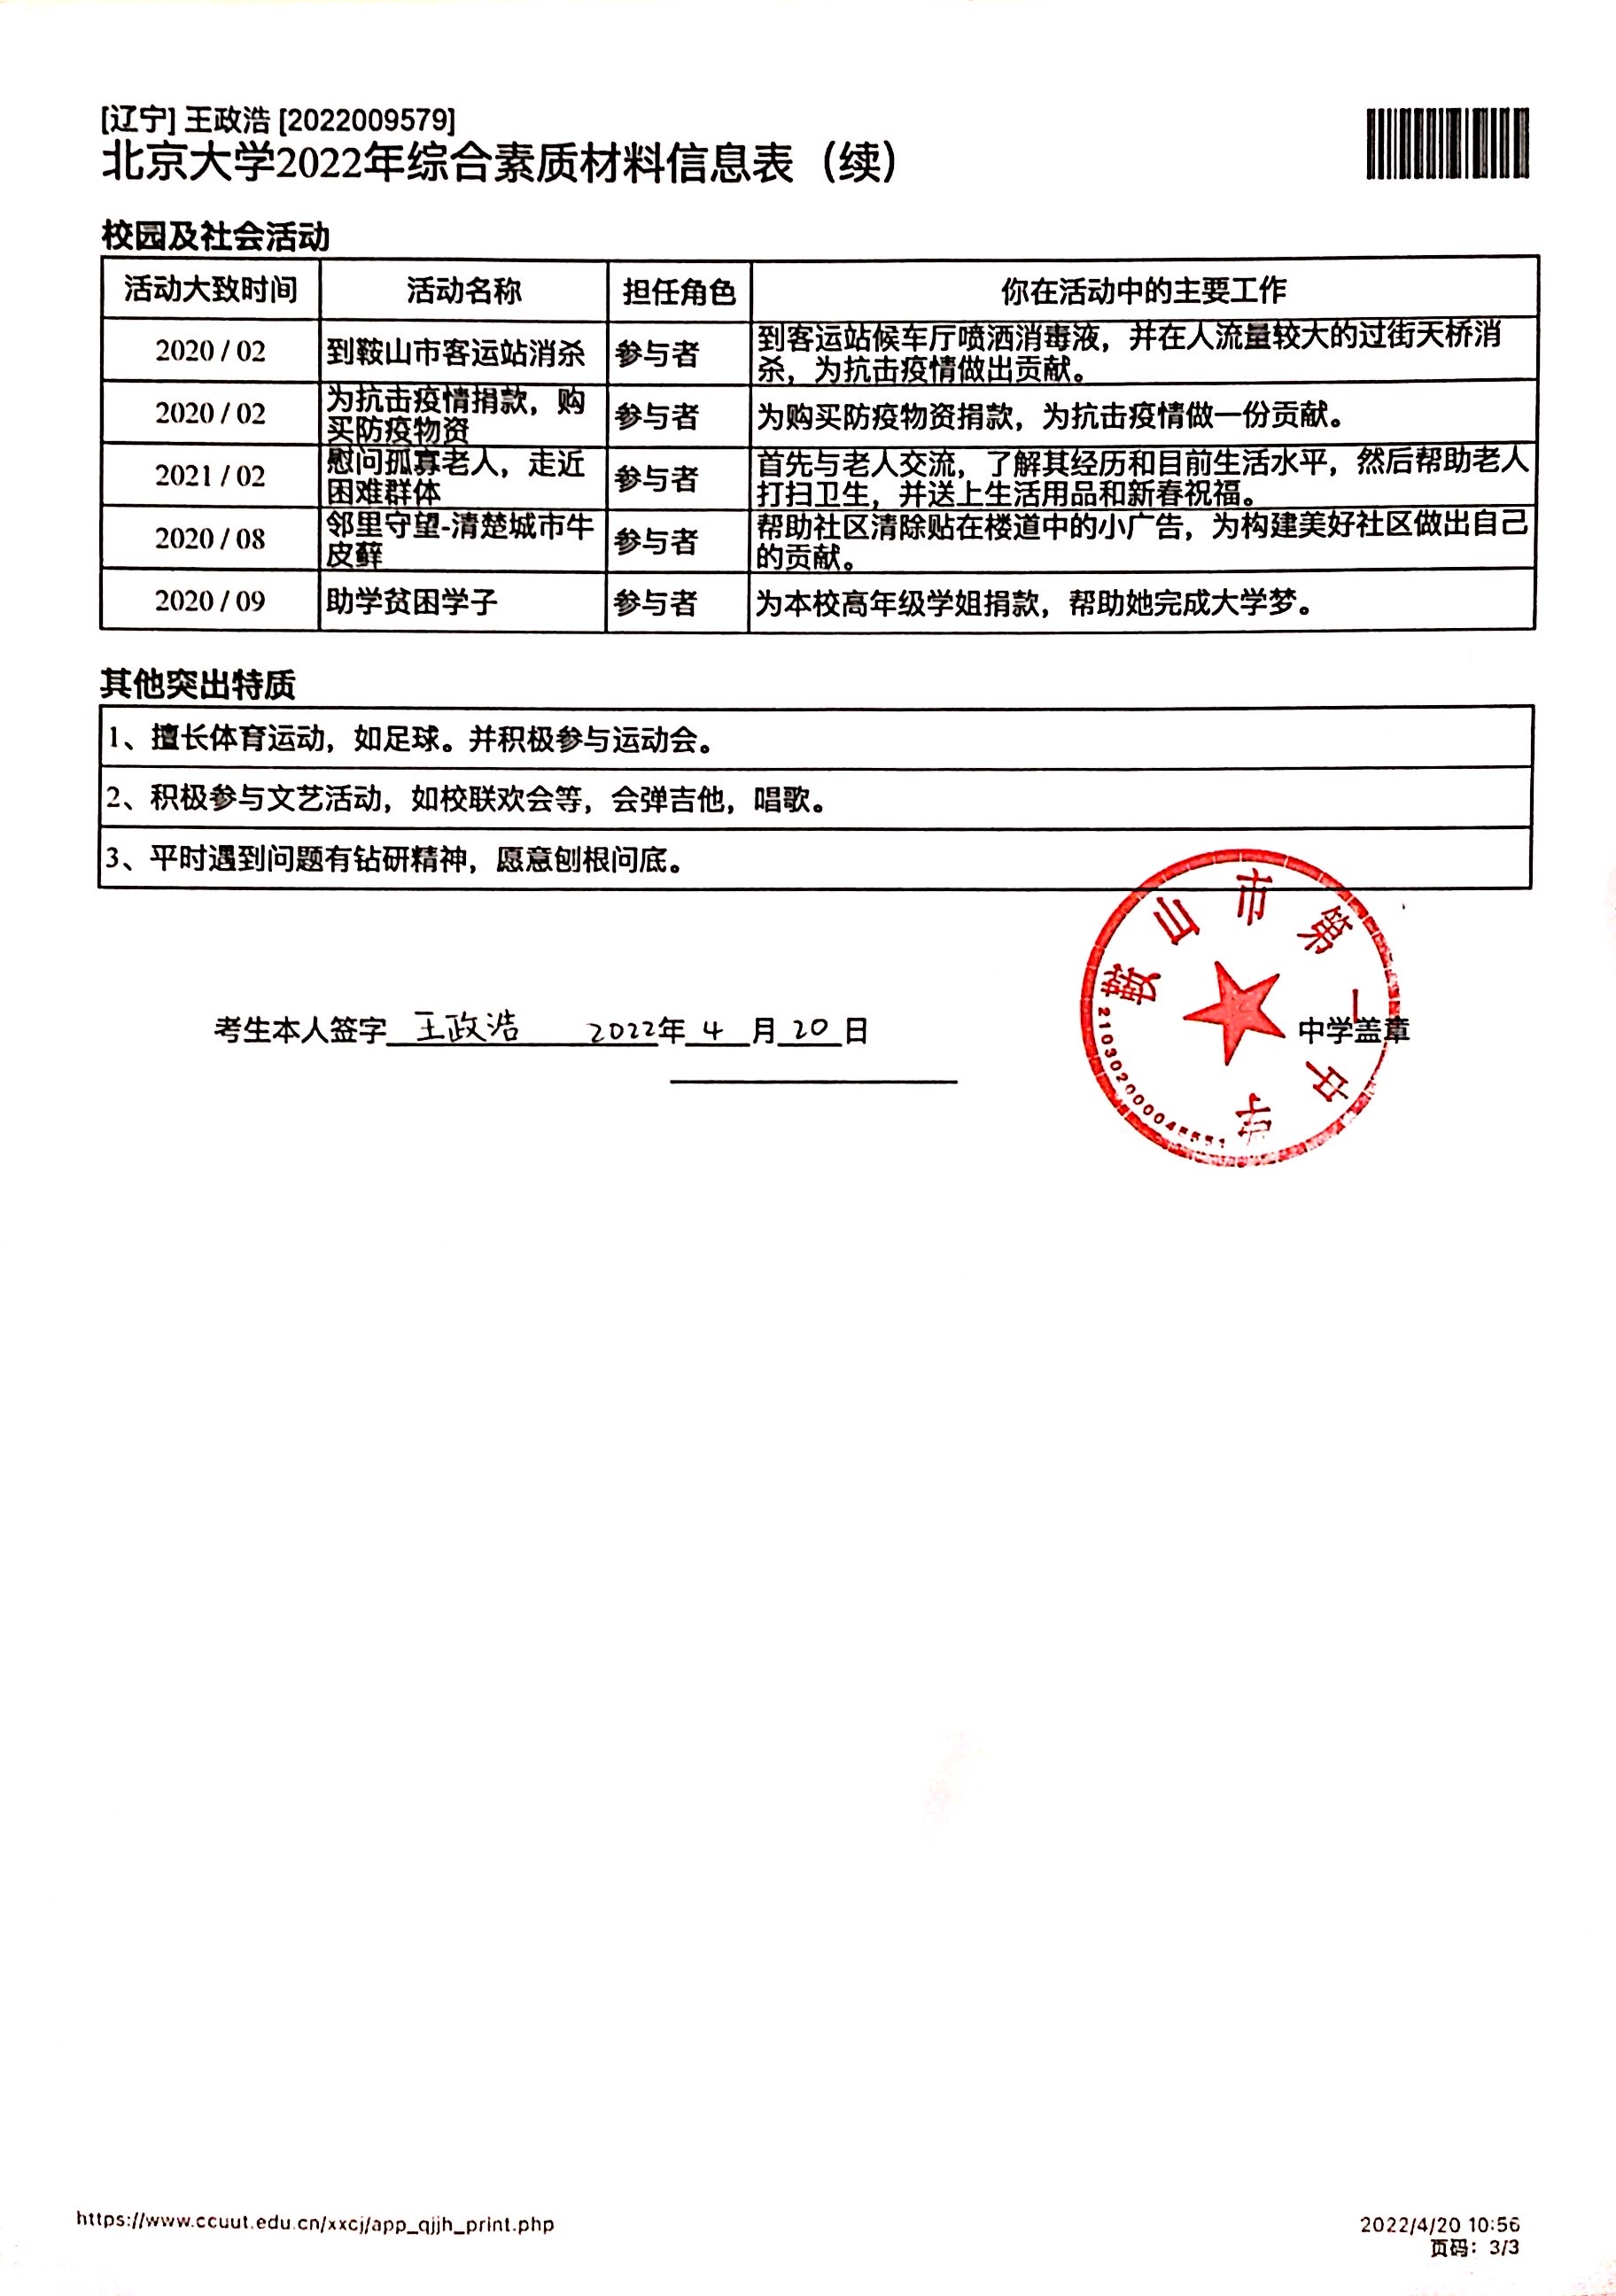 [辽宁] 王政浩 [2022009579]
北京大学2022年综合素质材料信息表（续）
校园及社会活动
活动大致时间 活动名称 担任角色 你在活动中的主要工作
2020 / 02 到鞍山市客运站消杀 参与者 到客运站候车厅喷洒消毒液，并在人流量较大的过街天桥消
杀，为抗击疫情做出贡献。
2020 / 02 为抗击疫情捐款，购
买防疫物资 参与者 为购买防疫物资捐款，为抗击疫情做一份贡献。
2021 / 02 慰问孤寡老人，走近
困难群体 参与者 首先与老人交流，了解其经历和目前生活水平，然后帮助老人
打扫卫生，并送上生活用品和新春祝福。
2020 / 08 邻里守望-清楚城市牛
皮藓 参与者 帮助社区清除贴在楼道中的小广告，为构建美好社区做出自己
的贡献。
2020 / 09 助学贫困学子 参与者 为本校高年级学姐捐款，帮助她完成大学梦。
其他突出特质
1、擅长体育运动，如足球。并积极参与运动会。
2、积极参与文艺活动，如校联欢会等，会弹吉他，唱歌。
3、平时遇到问题有钻研精神，愿意刨根问底。
鞍山市第一中学
考生本人签字 王政浩 2022年 4 月 20 日
中学盖章
https://www.ccuut.edu.cn/xxcj/app_qjjh_print.php
2022/4/20 10:56
页码：3/3